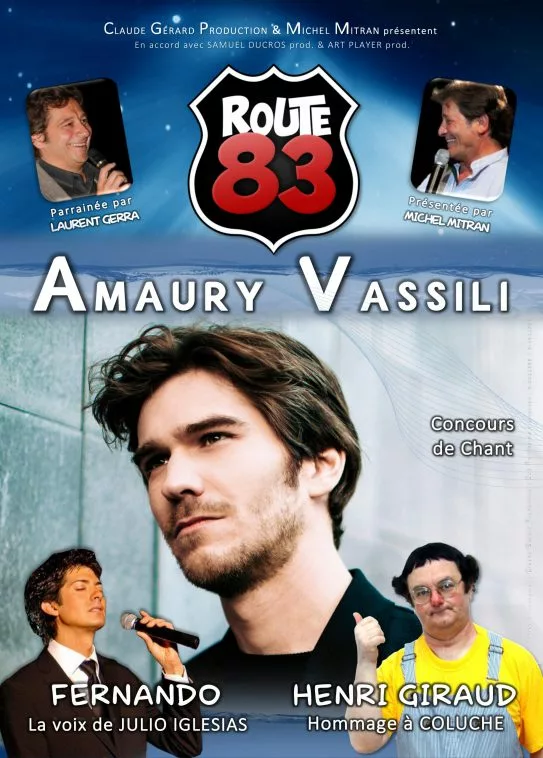 CLAUDE GÉRARD PRODUCTION & MICHEL MITRAN présentent
En accord avec SAMUEL DUCROS prod. & ART PLAYER prod.
ROUTE
83
Parrainée par
LAURENT GERRA
Présentée par
MICHEL MITRAN
AMAURY VASSILI
Concours
de Chant
FERNANDO
La voix de JULIO IGLESIAS
HENRI GIRAUD
Hommage à COLUCHE